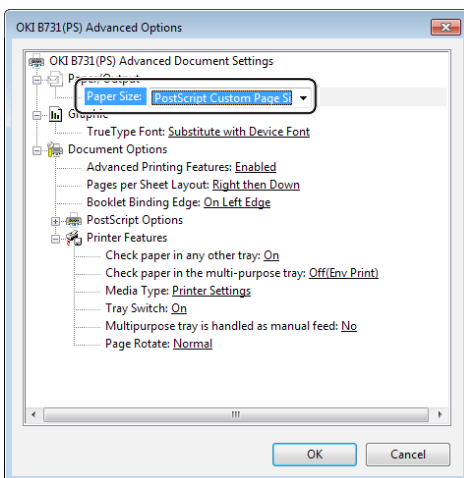 OKI B731(PS) Advanced Options
OKI B731(PS) Advanced Document Settings
Paper/Output
Paper Size: PostScript Custom Page Si
Graphic
TrueType Font: Substitute with Device Font
Document Options
Advanced Printing Features: Enabled
Pages per Sheet Layout: Right then Down
Booklet Binding Edge: On Left Edge
PostScript Options
Printer Features
Check paper in any other tray: On
Check paper in the multi-purpose tray: Off(Env Print)
Media Type: Printer Settings
Tray Switch: On
Multipurpose tray is handled as manual feed: No
Page Rotate: Normal
OK Cancel